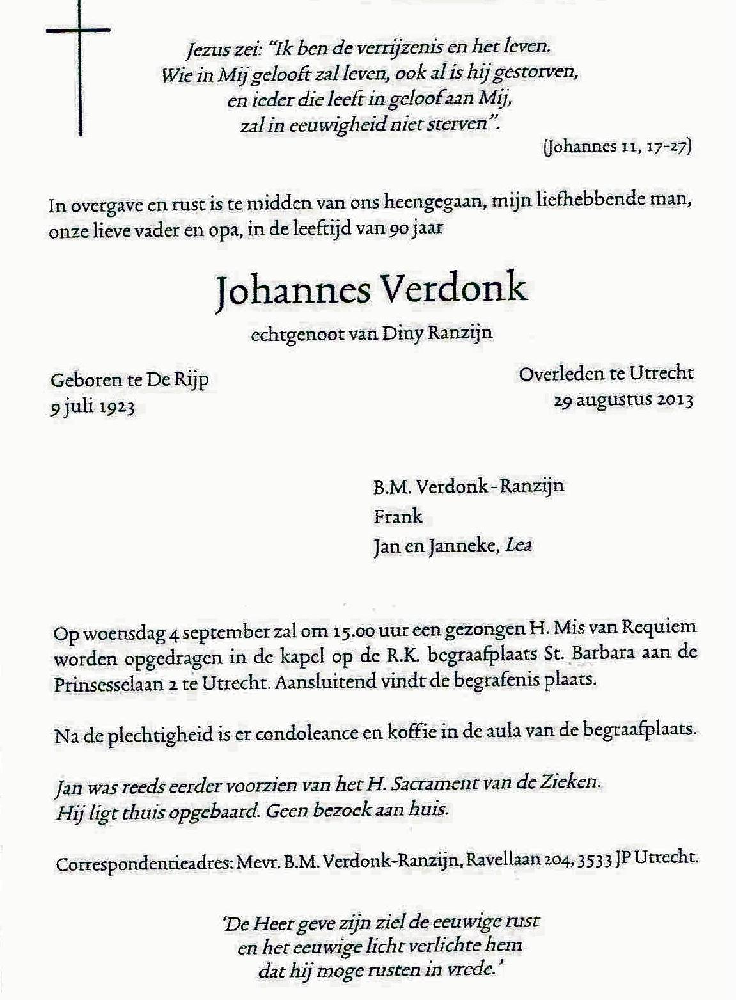 Jezus zei: “Ik ben de verrijzenis en het leven.
Wie in Mij gelooft zal leven, ook al is hij gestorven,
en ieder die leeft in geloof aan Mij,
zal in eeuwigheid niet sterven”.
(Johannes 11, 17-27)
In overgave en rust is te midden van ons heengegaan, mijn liefhebbende man,
onze lieve vader en opa, in de leeftijd van 90 jaar
Johannes Verdonk
echtgenoot van Diny Ranzijn
Geboren te De Rijp
9 juli 1923
Overleden te Utrecht
29 augustus 2013
B.M. Verdonk-Ranzijn
Frank
Jan en Janneke, Lea
Op woensdag 4 september zal om 15.00 uur een gezongen H. Mis van Requiem
worden opgedragen in de kapel op de R.K. begraafplaats St. Barbara aan de
Prinsesselaan 2 te Utrecht. Aansluitend vindt de begrafenis plaats.
Na de plechtigheid is er condoleance en koffie in de aula van de begraafplaats.
Jan was reeds eerder voorzien van het H. Sacrament van de Zieken.
Hij ligt thuis opgebaard. Geen bezoek aan huis.
Correspondentieadres: Mevr. B.M. Verdonk-Ranzijn, Ravellaan 204, 3533 JP Utrecht.
‘De Heer geve zijn ziel de eeuwige rust
en het eeuwige licht verlichte hem
dat hij moge rusten in vrede.’